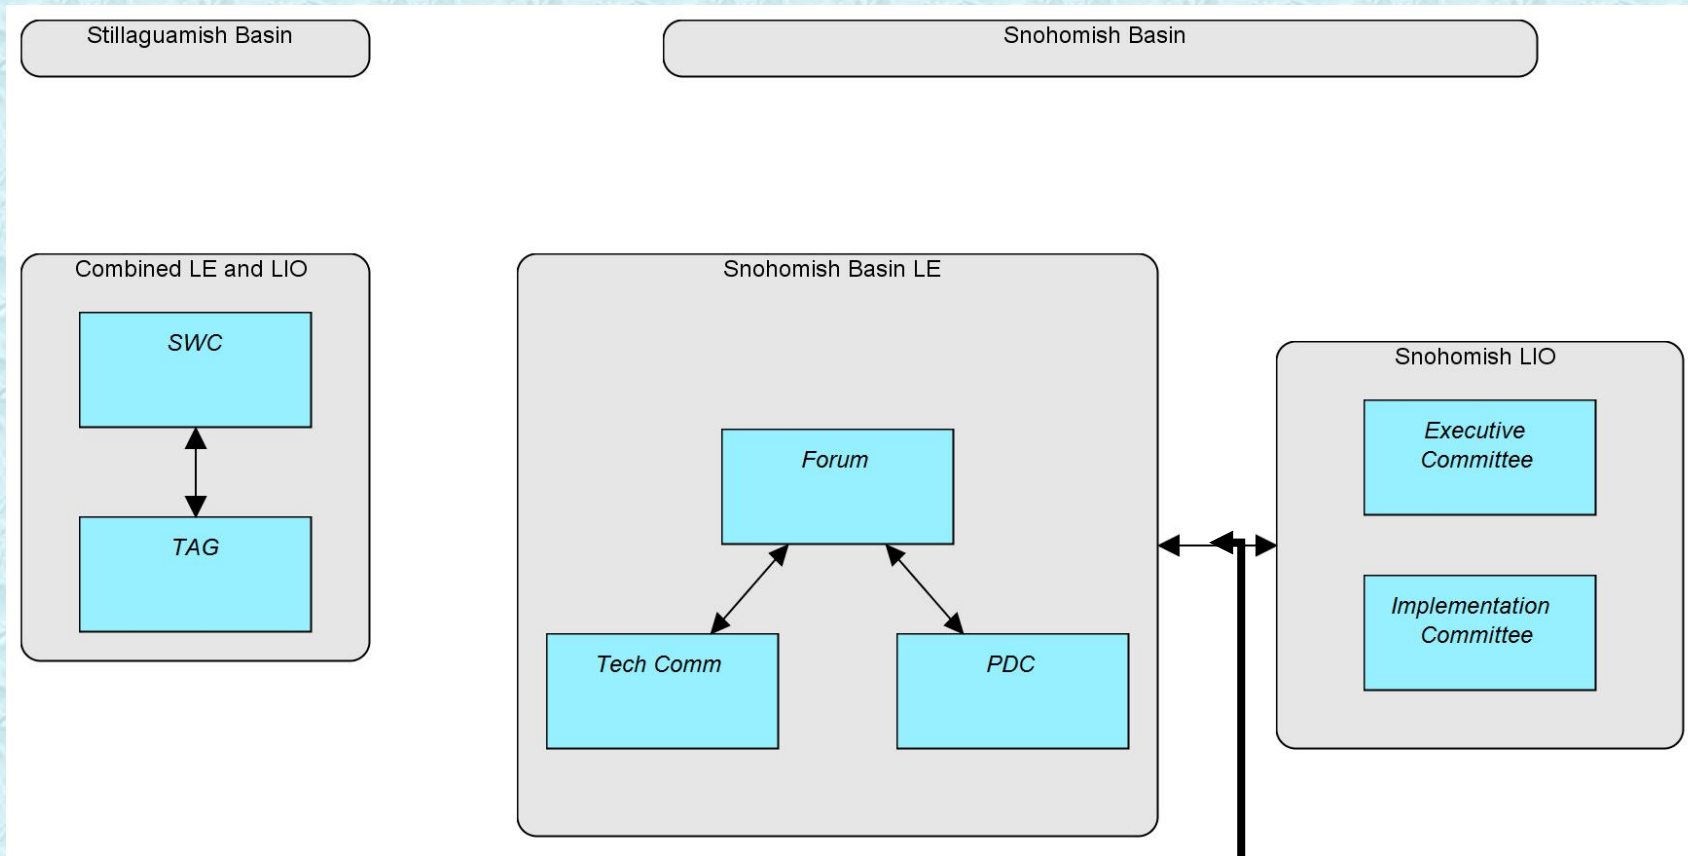 Stillaguamish Basin
Snohomish Basin
Combined LE and LIO
SWC
TAG
Snohomish Basin LE
Forum
Tech Comm
PDC
Snohomish LIO
Executive
Committee
Implementation
Committee